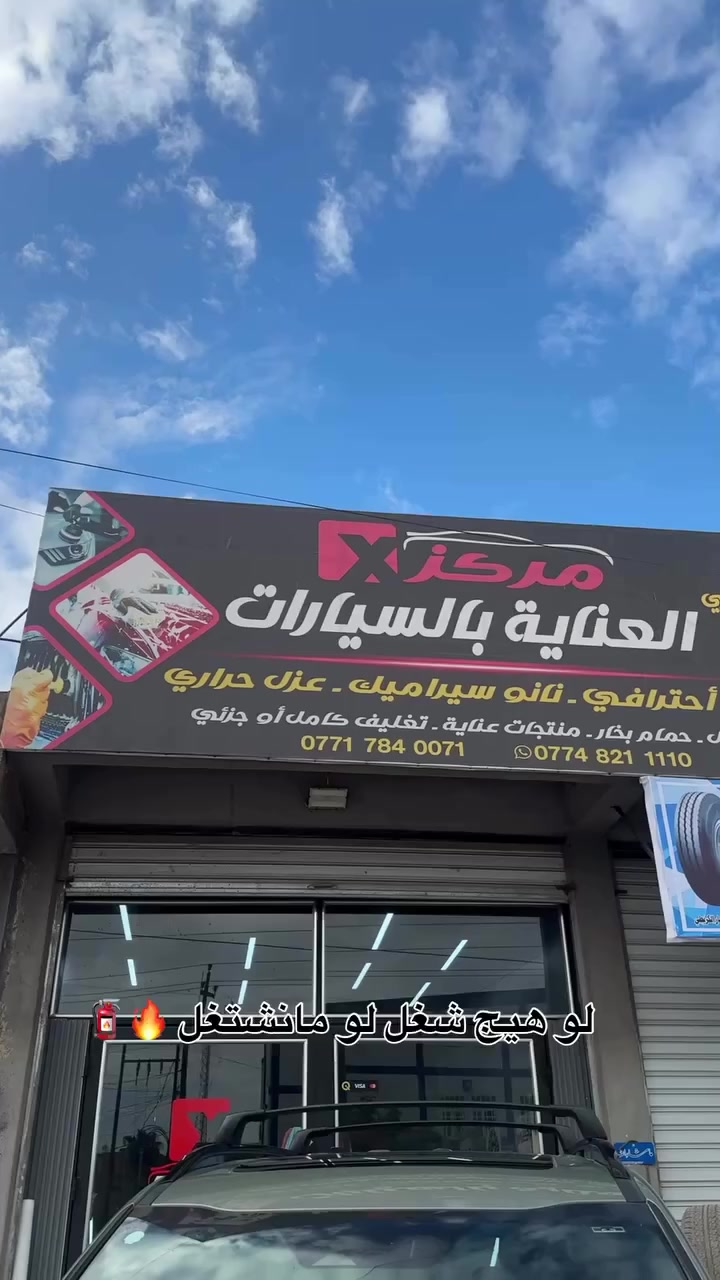 مركز X
العناية بالسيارات
أحترافي - نانو سيراميك - عزل حراري
حمام بخار - منتجات عناية - تغليف كامل أو جزئي
0771 784 0071
0774 821 1110
لو هيج شغل لو مانشتغل 🔥🧯
VISA